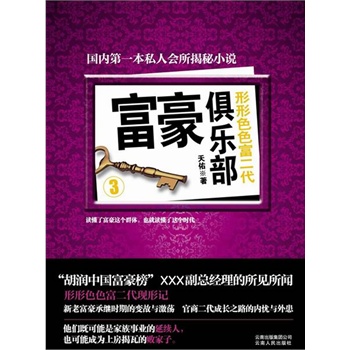 国内第一本私人会所揭秘小说
富豪
俱乐部
形形色色富二代
天佑※著
3
读懂了富豪这个群体，也就读懂了这个时代
“胡润中国富豪榜”XXX副总经理的所见所闻
形形色色富二代现形记
新老富豪承继时期的变故与激荡 官商二代成长之路的内忧与外患
他们既可能是家族事业的延续人，
也可能成为上房揭瓦的败家子。
云南出版集团公司
云南人民出版社